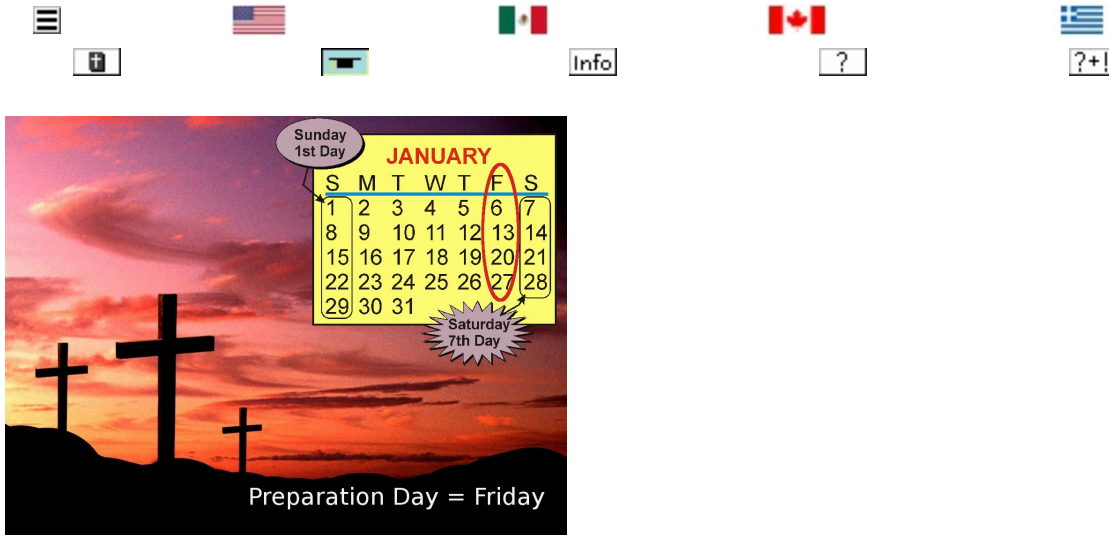 Info
?
?+!
Sunday
1st Day
JANUARY
S M T W T F S
1 2 3 4 5 6 7
8 9 10 11 12 13 14
15 16 17 18 19 20 21
22 23 24 25 26 27 28
29 30 31
Saturday
7th Day
Preparation Day = Friday